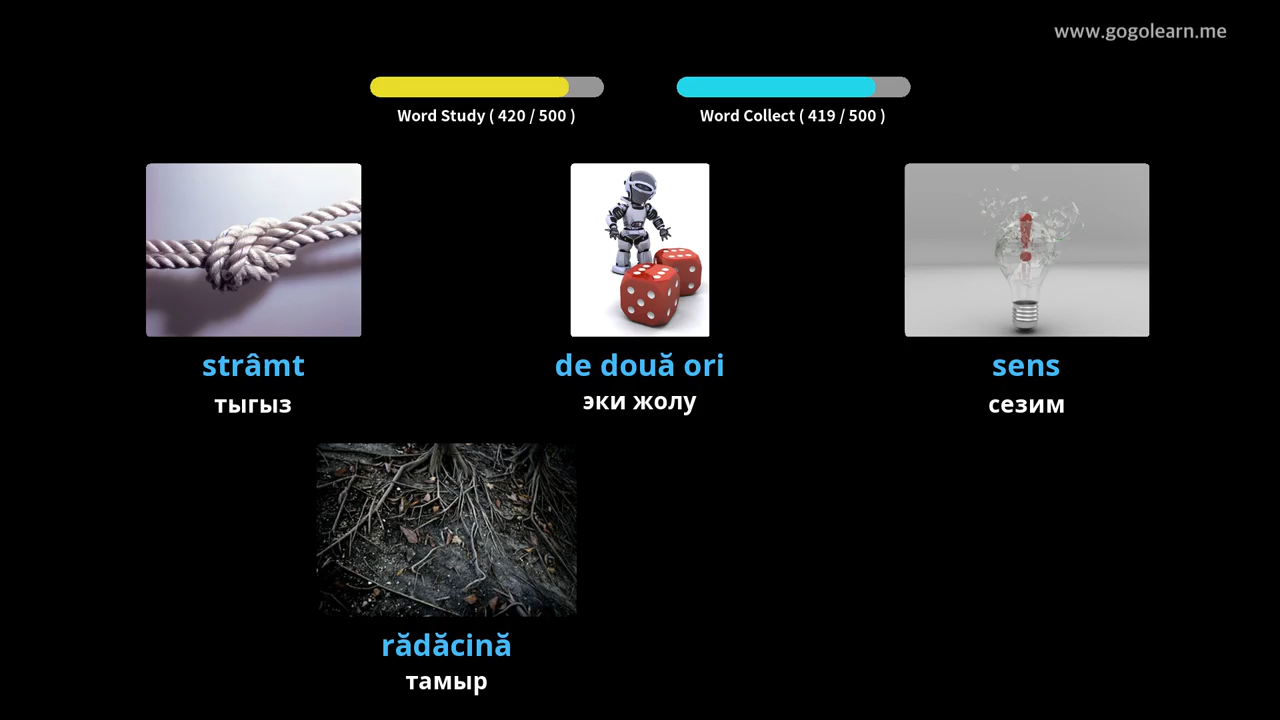 www.gogolearn.me
Word Study ( 420 / 500 )
Word Collect ( 419 / 500 )
strâmt
тыгыз
de două ori
эки жолу
sens
сезим
rădăcină
тамыр